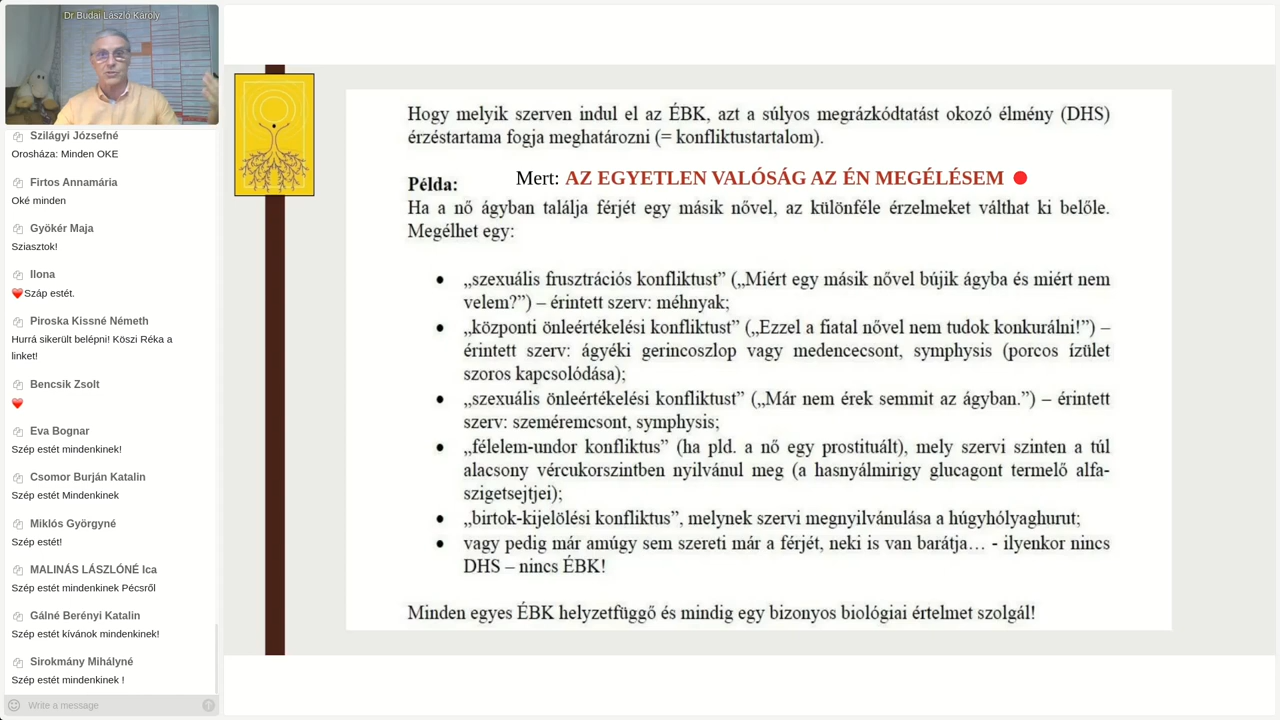 Dr Budai László Károly
Szilágyi Józsefné
Orosháza: Minden OKE
Firtos Annamária
Oké minden
Gyökér Maja
Sziasztok!
Ilona
❤️Száp estét.
Piroska Kissné Németh
Hurrá sikerült belépni! Köszi Réka a
linket!
Bencsik Zsolt
❤️
Eva Bognar
Szép estét mindenkinek!
Csomor Burján Katalin
Szép estét Mindenkinek
Miklós Györgyné
Szép estét!
MALINÁS LÁSZLÓNÉ Ica
Szép estét mindenkinek Pécsről
Gálné Berényi Katalin
Szép estét kívánok mindenkinek!
Sirokmány Mihályné
Szép estét mindenkinek !
Write a message
Hogy melyik szerven indul el az ÉBK, azt a súlyos megrázkódtatást okozó élmény (DHS)
érzéstartama fogja meghatározni (= konfliktustartalom).
Mert: AZ EGYETLEN VALÓSÁG AZ ÉN MEGÉLÉSEM
Példa:
Ha a nő ágyban találja férjét egy másik nővel, az különféle érzelmeket válthat ki belőle.
Megélhet egy:
• „szexuális frusztrációs konfliktust” („Miért egy másik nővel bújik ágyba és miért nem
velem?”) – érintett szerv: méhnyak;
• „központi önleértékelési konfliktust” („Ezzel a fiatal nővel nem tudok konkurálni!”) –
érintett szerv: ágyéki gerincoszlop vagy medencecsont, symphysis (porcos ízület
szoros kapcsolódása);
• „szexuális önleértékelési konfliktust” („Már nem érek semmit az ágyban.”) – érintett
szerv: szeméremcsont, symphysis;
• „félelem-undor konfliktus” (ha pld. a nő egy prostituált), mely szervi szinten a túl
alacsony vércukorszintben nyilvánul meg (a hasnyálmirigy glucagont termelő alfa-
szigetsejtjei);
• „birtok-kijelölési konfliktus”, melynek szervi megnyilvánulása a húgyhólyaghurut;
• vagy pedig már amúgy sem szereti már a férjét, neki is van barátja… - ilyenkor nincs
DHS – nincs ÉBK!
Minden egyes ÉBK helyzetfüggő és mindig egy bizonyos biológiai értelmet szolgál!